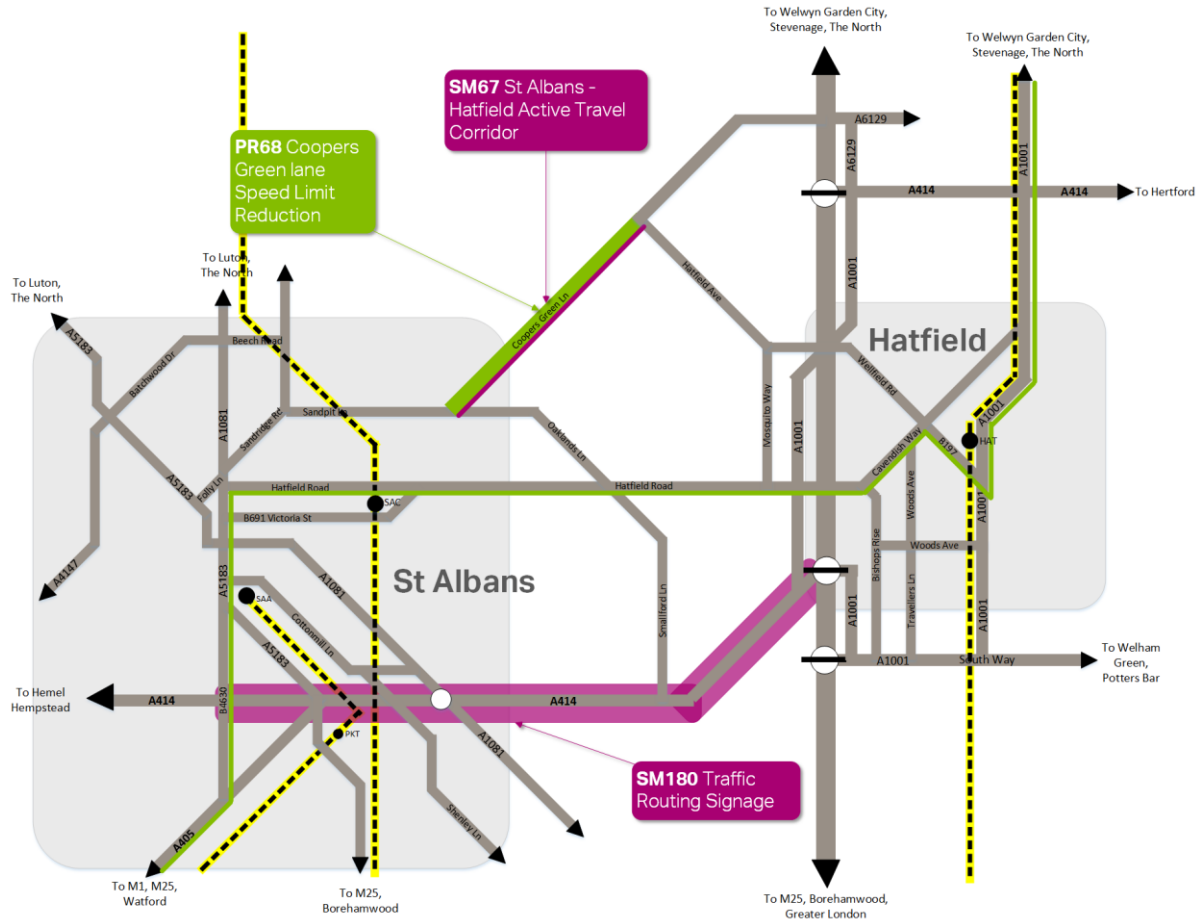 To Welwyn Garden City,
Stevenage, The North
To Welwyn Garden City,
Stevenage, The North
SM67 St Albans -
Hatfield Active Travel
Corridor
PR68 Coopers
Green lane
Speed Limit
Reduction
A6129
A6129
A1001
A414
A414
To Hertford
To Luton,
The North
To Luton,
The North
Hatfield Ave
A1001
Coopers Green Ln
A5183
Beech Road
Hatfield
Batchwood Dr
Wellfield Rd
A1081
Sandridge Rd
Sandpit Ln
Mosquito Way
A1001
A1001
Oaklands Ln
Cavendish Way
B197
HAT
A5183
Folly Ln
Hatfield Road
Hatfield Road
Woods Ave
A1001
SAC
B691 Victoria St
Bishops Rise
Woods Ave
A4147
A5183
A1081
St Albans
SAA
Cottonmill Ln
Smallford Ln
Travellers Ln
A1001
A1001
A5183
A1001
South Way
To Welham
Green,
Potters Bar
To Hemel
Hempstead
A414
B4630
A414
PKT
A1081
SM180 Traffic
Routing Signage
Shenley Ln
A405
To M1, M25,
Watford
To M25,
Borehamwood
To M25, Borehamwood,
Greater London